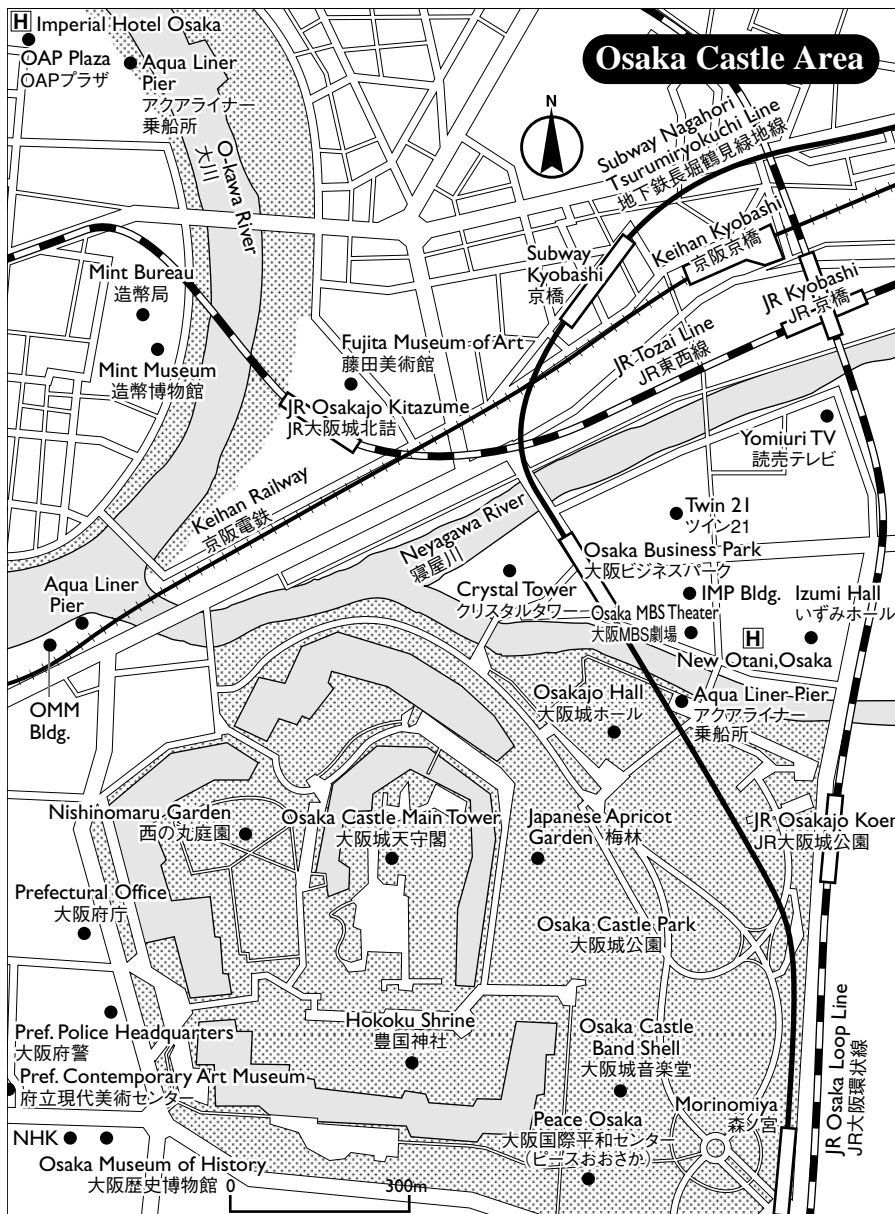 Osaka Castle Area
H
Imperial Hotel Osaka
OAP Plaza
OAPプラザ
Aqua Liner
Pier
アクアライナー
乗船所
O-kawa River
大川
N
Subway Nagahori
Tsurumiryokuchi Line
地下鉄長堀鶴見緑地線
Subway
Kyobashi
京橋
Keihan Kyobashi
京阪京橋
JR Kyobashi
JR 京橋
Mint Bureau
造幣局
Mint Museum
造幣博物館
Fujita Museum of Art
藤田美術館
JR Tozai Line
JR東西線
JR Osakajo Kitazume
JR大阪城北詰
Yomiuri TV
読売テレビ
Keihan Railway
京阪電鉄
Neyagawa River
寝屋川
Twin 21
ツイン21
Osaka Business Park
大阪ビジネスパーク
Crystal Tower
クリスタルタワー
IMP Bldg.
Izumi Hall
いずみホール
Osaka MBS Theater
大阪MBS劇場
H
New Otani,Osaka
Aqua Liner
Pier
OMM
Bldg.
Osakajo Hall
大阪城ホール
Aqua Liner Pier
アクアライナー
乗船所
Nishinomaru Garden
西の丸庭園
Osaka Castle Main Tower
大阪城天守閣
Japanese Apricot
Garden 梅林
JR Osakajo Koen
JR大阪城公園
Prefectural Office
大阪府庁
Osaka Castle Park
大阪城公園
Pref. Police Headquarters
大阪府警
Hokoku Shrine
豊国神社
Osaka Castle
Band Shell
大阪城音楽堂
Pref. Contemporary Art Museum
府立現代美術センター
Morinomiya
森ノ宮
JR Osaka Loop Line
JR大阪環状線
NHK
Osaka Museum of History
大阪歴史博物館
Peace Osaka
大阪国際平和センター
(ピースおおさか)
0 300m